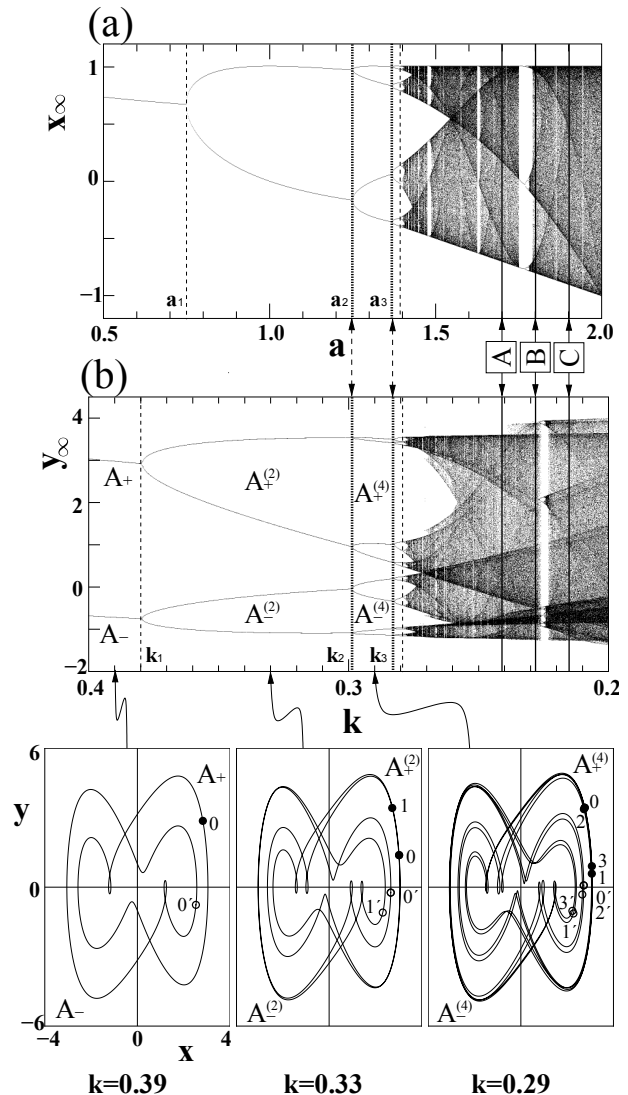 (a)
x∞
1
0
−1
a₁
a₂
a₃
0.5
1.0
1.5
2.0
a
A
B
C
(b)
y∞
4
2
0
−2
A₊
A₊⁽²⁾
A₊⁽⁴⁾
A₋
A₋⁽²⁾
A₋⁽⁴⁾
k₁
k₂
k₃
0.4
0.3
0.2
k
6
y
0
−6
A₊
0
0´
A₋
−4
0
4
x
A₊⁽²⁾
1
0
0´
1´
A₋⁽²⁾
A₊⁽⁴⁾
0
2
3
1
0´
2´
3´
1´
A₋⁽⁴⁾
k=0.39
k=0.33
k=0.29